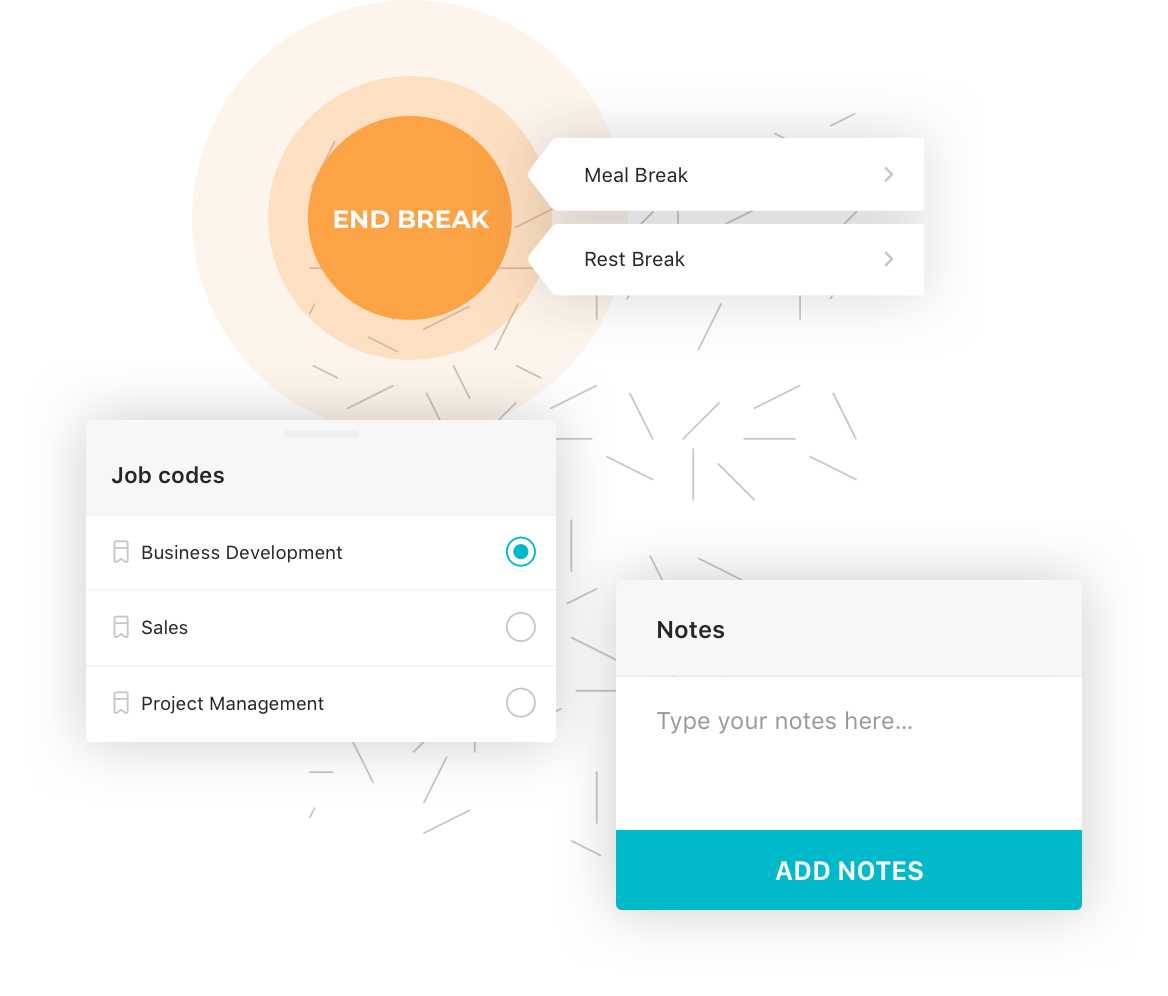 END BREAK
Meal Break
Rest Break
Job codes
Business Development
Sales
Project Management
Notes
Type your notes here...
ADD NOTES